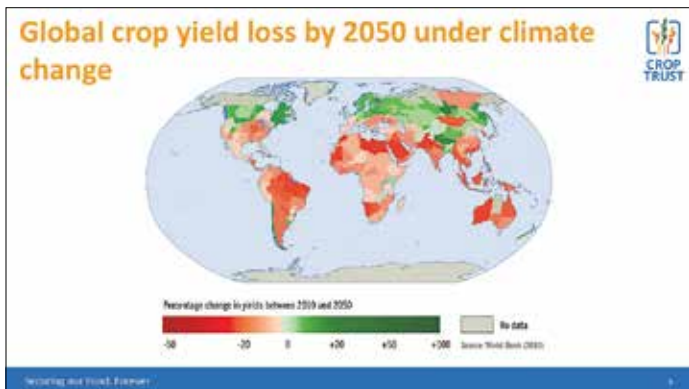 Global crop yield loss by 2050 under climate
change
CROP
TRUST
Percentage change in yields between 2010 and 2050
-50 -20 0 +20 +50 +100
No data
Source: World Bank (2010)
Securing our Food, Forever